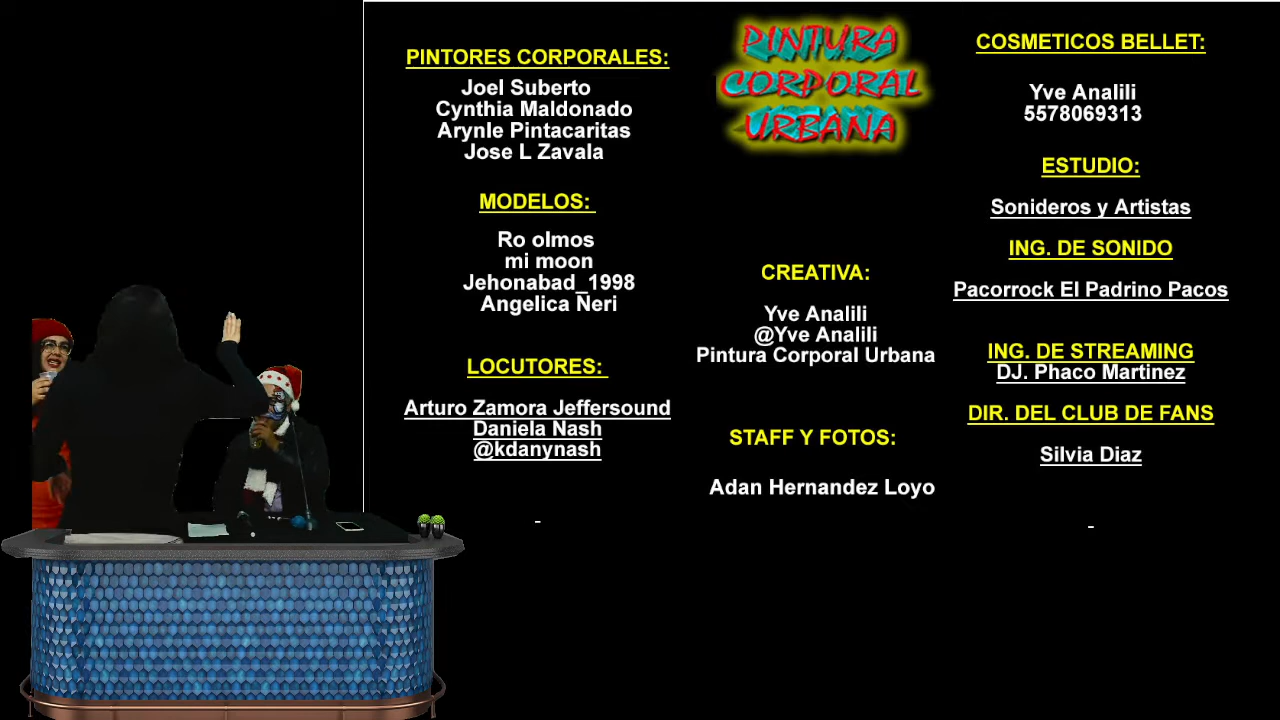 PINTORES CORPORALES:
Joel Suberto
Cynthia Maldonado
Arynle Pintacaritas
Jose L Zavala
MODELOS:
Ro olmos
mi moon
Jehonabad_1998
Angelica Neri
LOCUTORES:
Arturo Zamora Jeffersound
Daniela Nash
@kdanynash
-
PINTURA
CORPORAL
URBANA
CREATIVA:
Yve Analili
@Yve Analili
Pintura Corporal Urbana
STAFF Y FOTOS:
Adan Hernandez Loyo
COSMETICOS BELLET:
Yve Analili
5578069313
ESTUDIO:
Sonideros y Artistas
ING. DE SONIDO
Pacorrock El Padrino Pacos
ING. DE STREAMING
DJ. Phaco Martinez
DIR. DEL CLUB DE FANS
Silvia Diaz
-